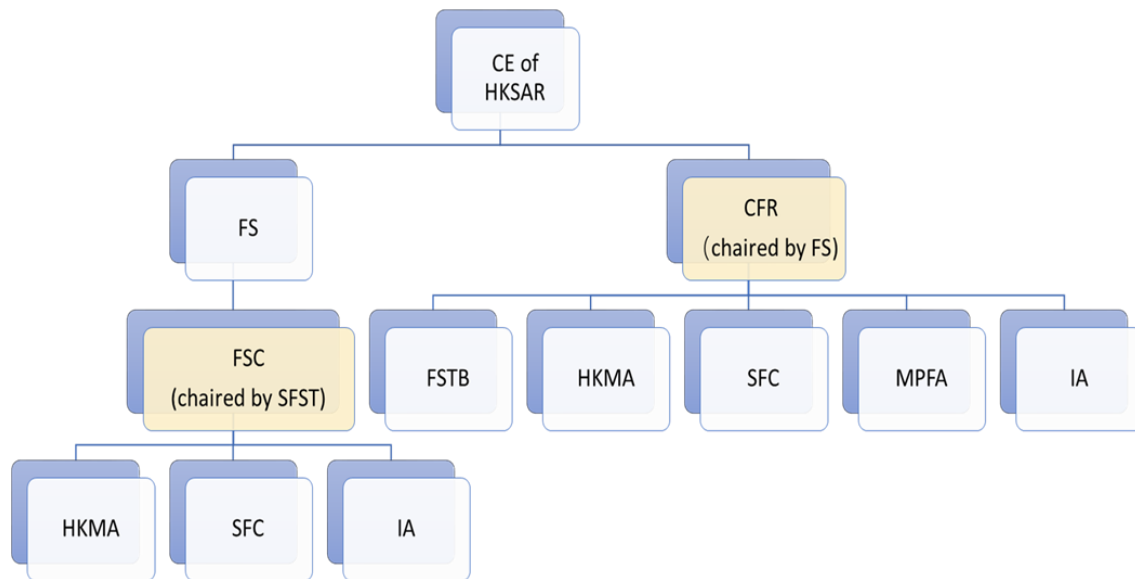 CE of
HKSAR
FS
CFR
（chaired by FS)
FSC
(chaired by SFST)
FSTB
HKMA
SFC
MPFA
IA
HKMA
SFC
IA